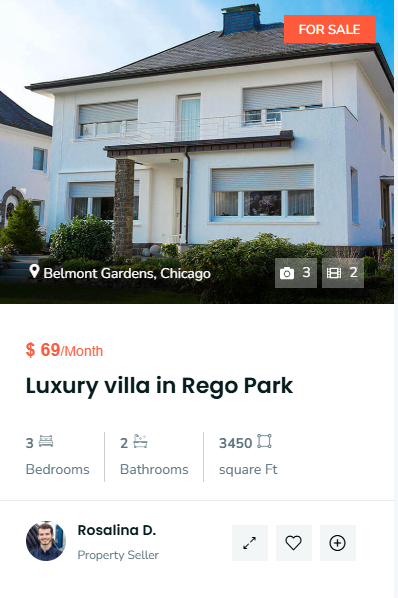 FOR SALE
Belmont Gardens, Chicago
3
2
$ 69/Month
Luxury villa in Rego Park
3
2
3450
Bedrooms
Bathrooms
square Ft
Rosalina D.
Property Seller